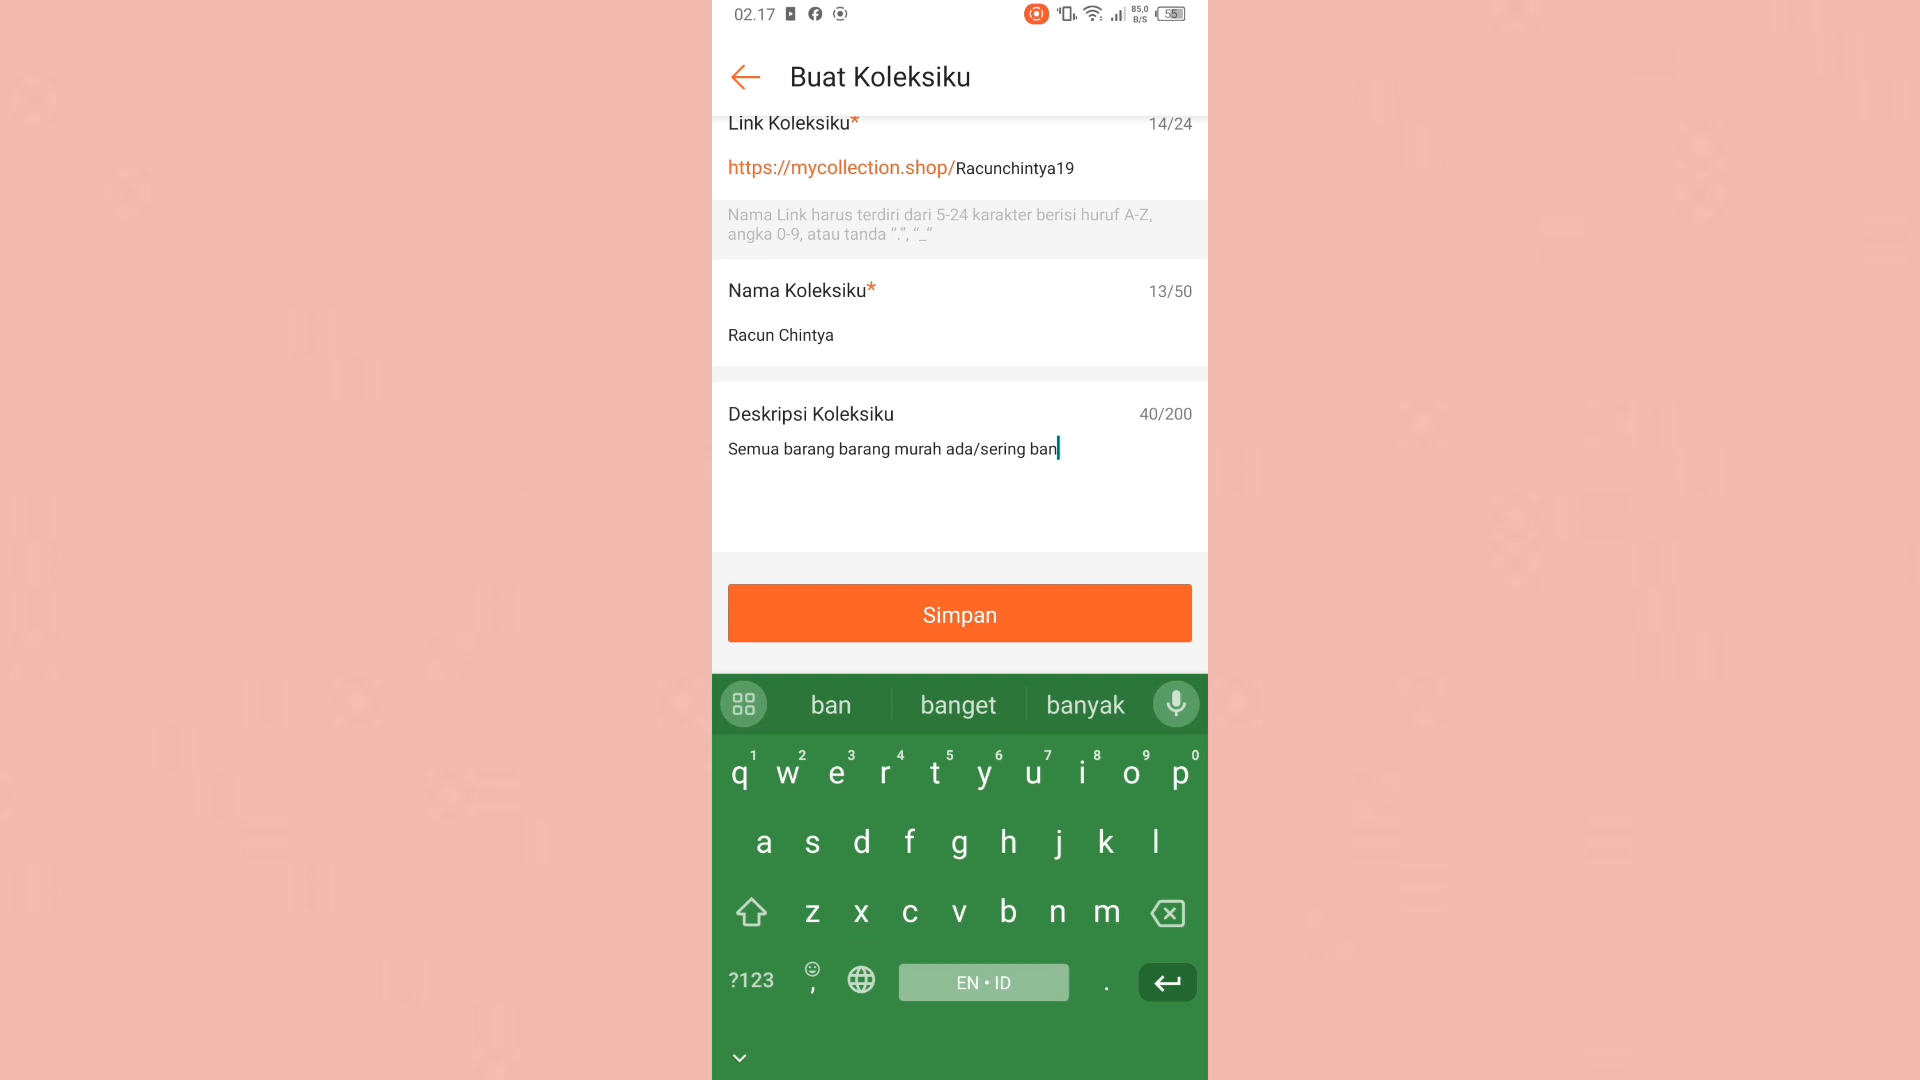 02.17
85,0
B/S
55
Buat Koleksiku
Link Koleksiku* 14/24
https://mycollection.shop/Racunchintya19
Nama Link harus terdiri dari 5-24 karakter berisi huruf A-Z,
angka 0-9, atau tanda “.”, “_”
Nama Koleksiku* 13/50
Racun Chintya
Deskripsi Koleksiku 40/200
Semua barang barang murah ada/sering ban
Simpan
ban banget banyak
1 2 3 4 5 6 7 8 9 0
q w e r t y u i o p
a s d f g h j k l
z x c v b n m
?123 , EN • ID .